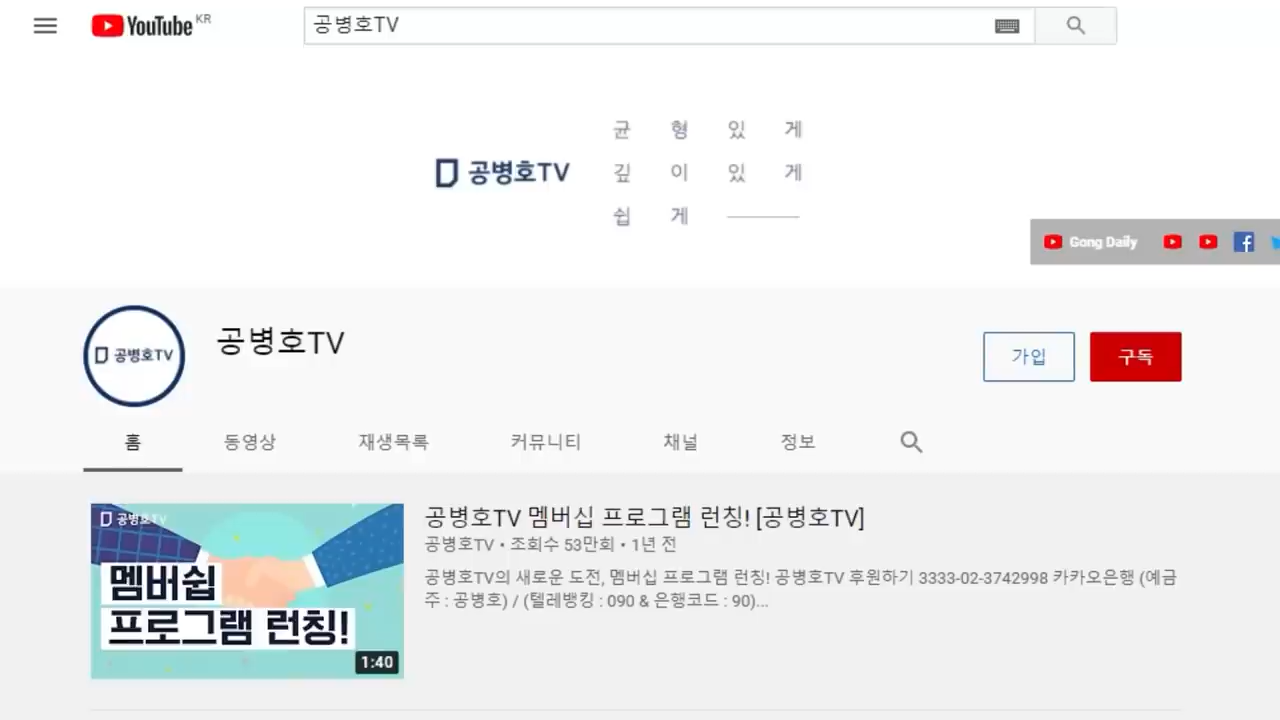 YouTube KR
공병호TV
균형있게
공병호TV
깊이있게
쉽게
Gong Daily
공병호TV
공병호TV
가입
구독
홈
동영상
재생목록
커뮤니티
채널
정보
공병호TV
멤버쉽
프로그램 런칭!
1:40
공병호TV 멤버십 프로그램 런칭! [공병호TV]
공병호TV • 조회수 53만회 • 1년 전
공병호TV의 새로운 도전, 멤버십 프로그램 런칭! 공병호TV 후원하기 3333-02-3742998 카카오은행 (예금
주 : 공병호) / (텔레뱅킹 : 090 & 은행코드 : 90)...